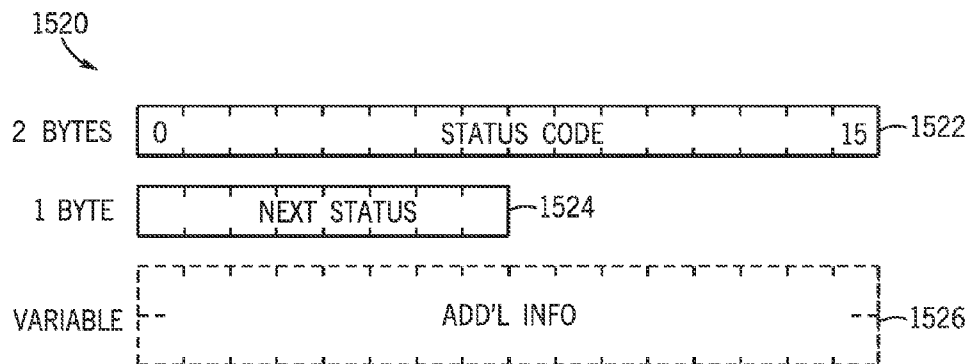 1520
2 BYTES 0 STATUS CODE 15 1522
1 BYTE NEXT STATUS 1524
VARIABLE ADD'L INFO 1526